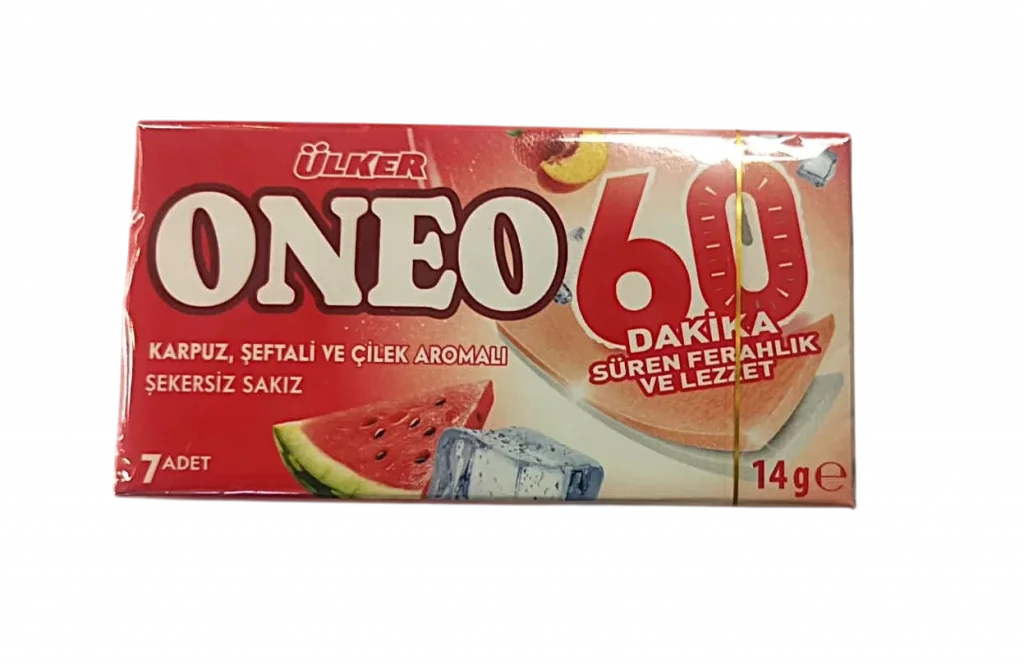 ÜLKER
ONEO 60
DAKİKA
SÜREN FERAHLIK
VE LEZZET
KARPUZ, ŞEFTALİ VE ÇİLEK AROMALI
ŞEKERSİZ SAKIZ
7 ADET
14 g ℮